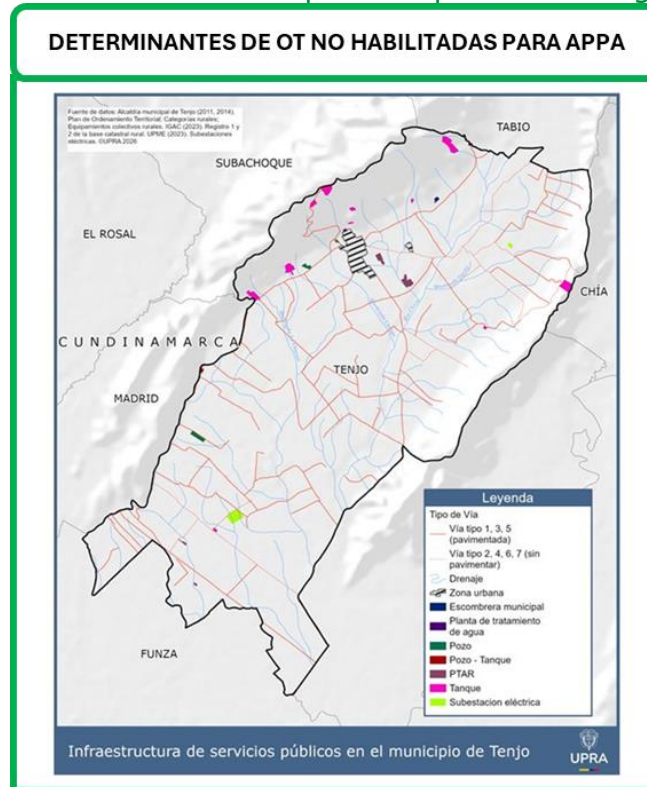 DETERMINANTES DE OT NO HABILITADAS PARA APPA
Fuente de datos: Alcaldía municipal de Tenjo (2011, 2014).
Plan de Ordenamiento Territorial; Categorías rurales;
Equipamientos colectivos rurales. IGAC (2023). Registro 1 y
2 de la base catastral rural. UPME (2023). Subestaciones
eléctricas. ©UPRA 2026
TABIO
SUBACHOQUE
EL ROSAL
CHÍA
CUNDINAMARCA
TENJO
MADRID
FUNZA
Leyenda
Tipo de Vía
Vía tipo 1, 3, 5
(pavimentada)
Vía tipo 2, 4, 6, 7 (sin
pavimentar)
Drenaje
Zona urbana
Escombrera municipal
Planta de tratamiento
de agua
Pozo
Pozo - Tanque
PTAR
Tanque
Subestacion eléctrica
Infraestructura de servicios públicos en el municipio de Tenjo
UPRA